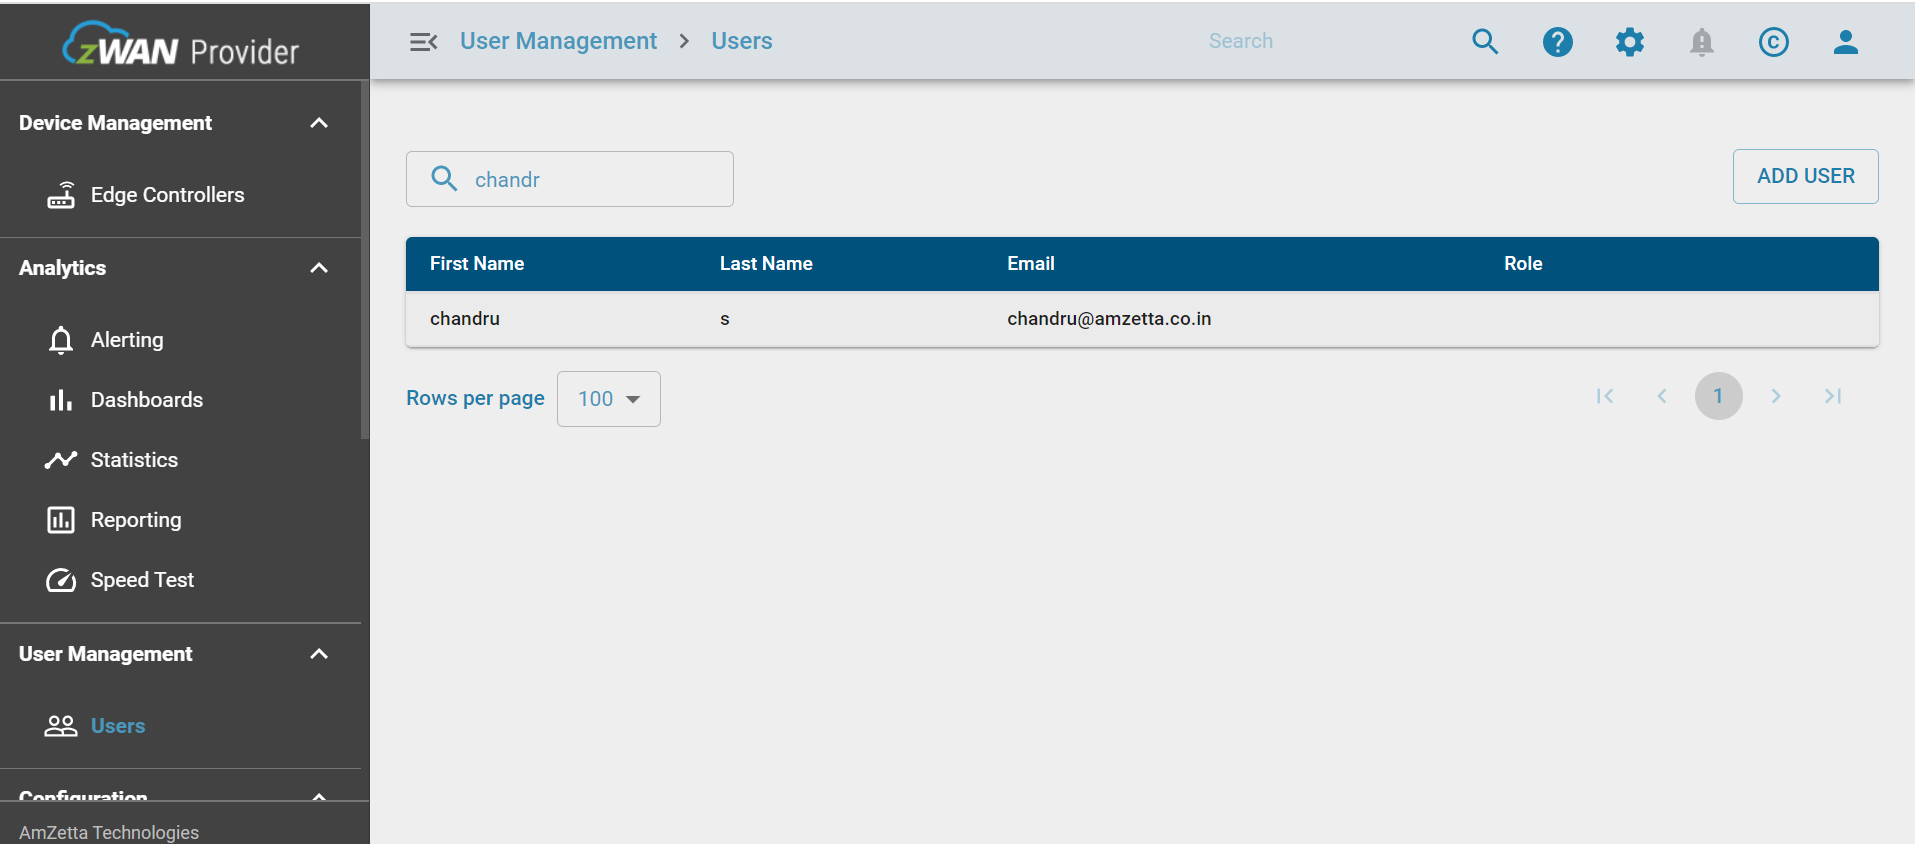 zWAN Provider
User Management > Users
Search
Device Management
Edge Controllers
Analytics
Alerting
Dashboards
Statistics
Reporting
Speed Test
User Management
Users
Configuration
AmZetta Technologies
chandr
ADD USER
First Name Last Name Email Role
chandru s chandru@amzetta.co.in
Rows per page 100
1